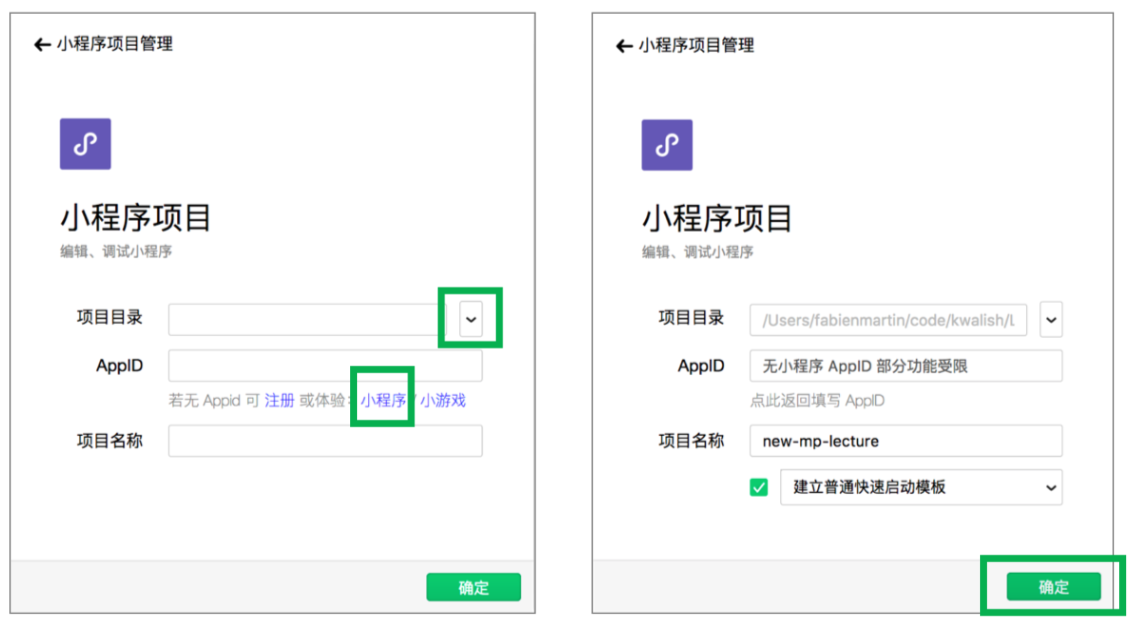 小程序项目管理
小程序项目
编辑、调试小程序
项目目录
AppID
若无 Appid 可 注册 或体验: 小程序 / 小游戏
项目名称
确定
小程序项目管理
小程序项目
编辑、调试小程序
项目目录 /Users/fabienmartin/code/kwalish/L
AppID 无小程序 AppID 部分功能受限
点此返回填写 AppID
项目名称 new-mp-lecture
建立普通快速启动模板
确定